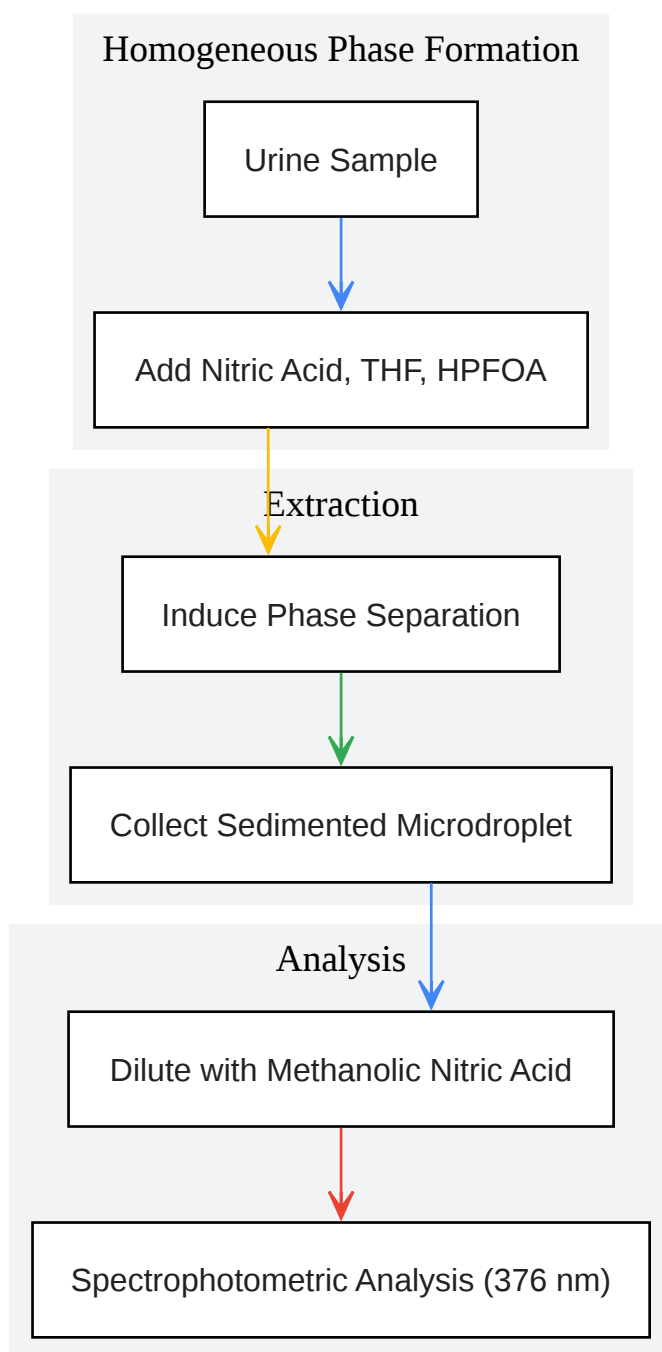 Homogeneous Phase Formation
Urine Sample
Add Nitric Acid, THF, HPFOA
Extraction
Induce Phase Separation
Collect Sedimented Microdroplet
Analysis
Dilute with Methanolic Nitric Acid
Spectrophotometric Analysis (376 nm)